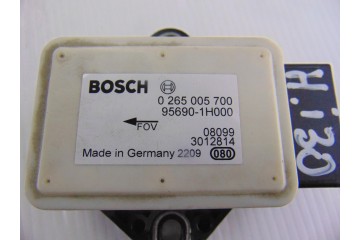 BOSCH
0 265 005 700
95690-1H000
FOV
08099
3012814
Made in Germany 2209 080
H.i30